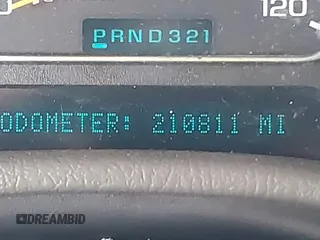 120
PRND321
ODOMETER: 210811 MI
DREAMBID